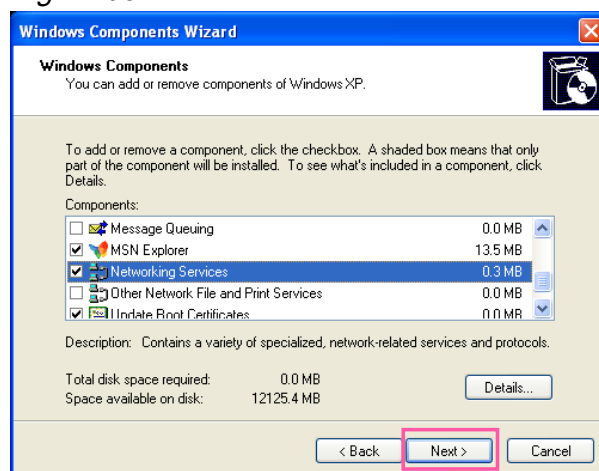 Windows Components Wizard
Windows Components
You can add or remove components of Windows XP.
To add or remove a component, click the checkbox. A shaded box means that only
part of the component will be installed. To see what's included in a component, click
Details.
Components:
Message Queuing 0.0 MB
MSN Explorer 13.5 MB
Networking Services 0.3 MB
Other Network File and Print Services 0.0 MB
Update Root Certificates 0.0 MB
Description: Contains a variety of specialized, network-related services and protocols.
Total disk space required: 0.0 MB
Space available on disk: 12125.4 MB
Details...
< Back Next > Cancel